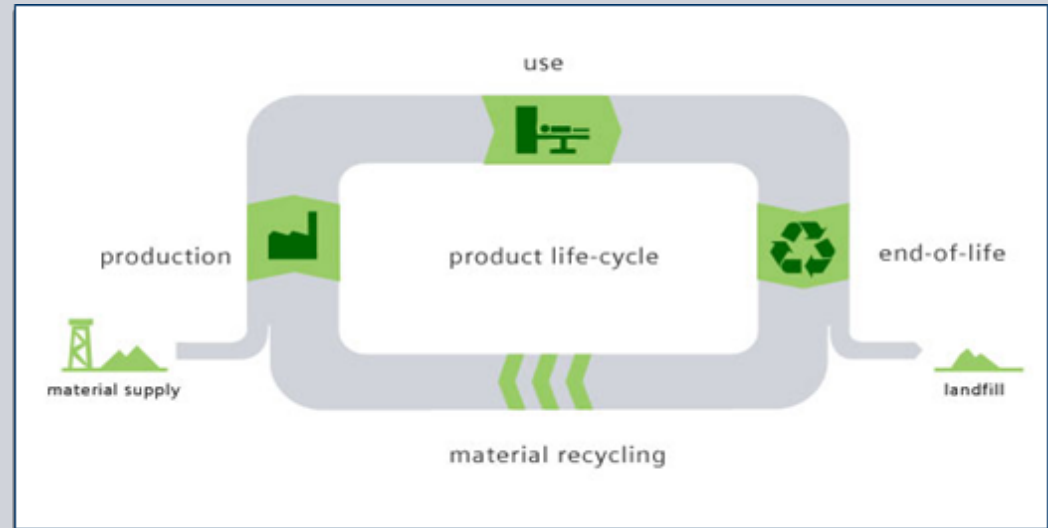 use
production
product life-cycle
end-of-life
material supply
landfill
material recycling